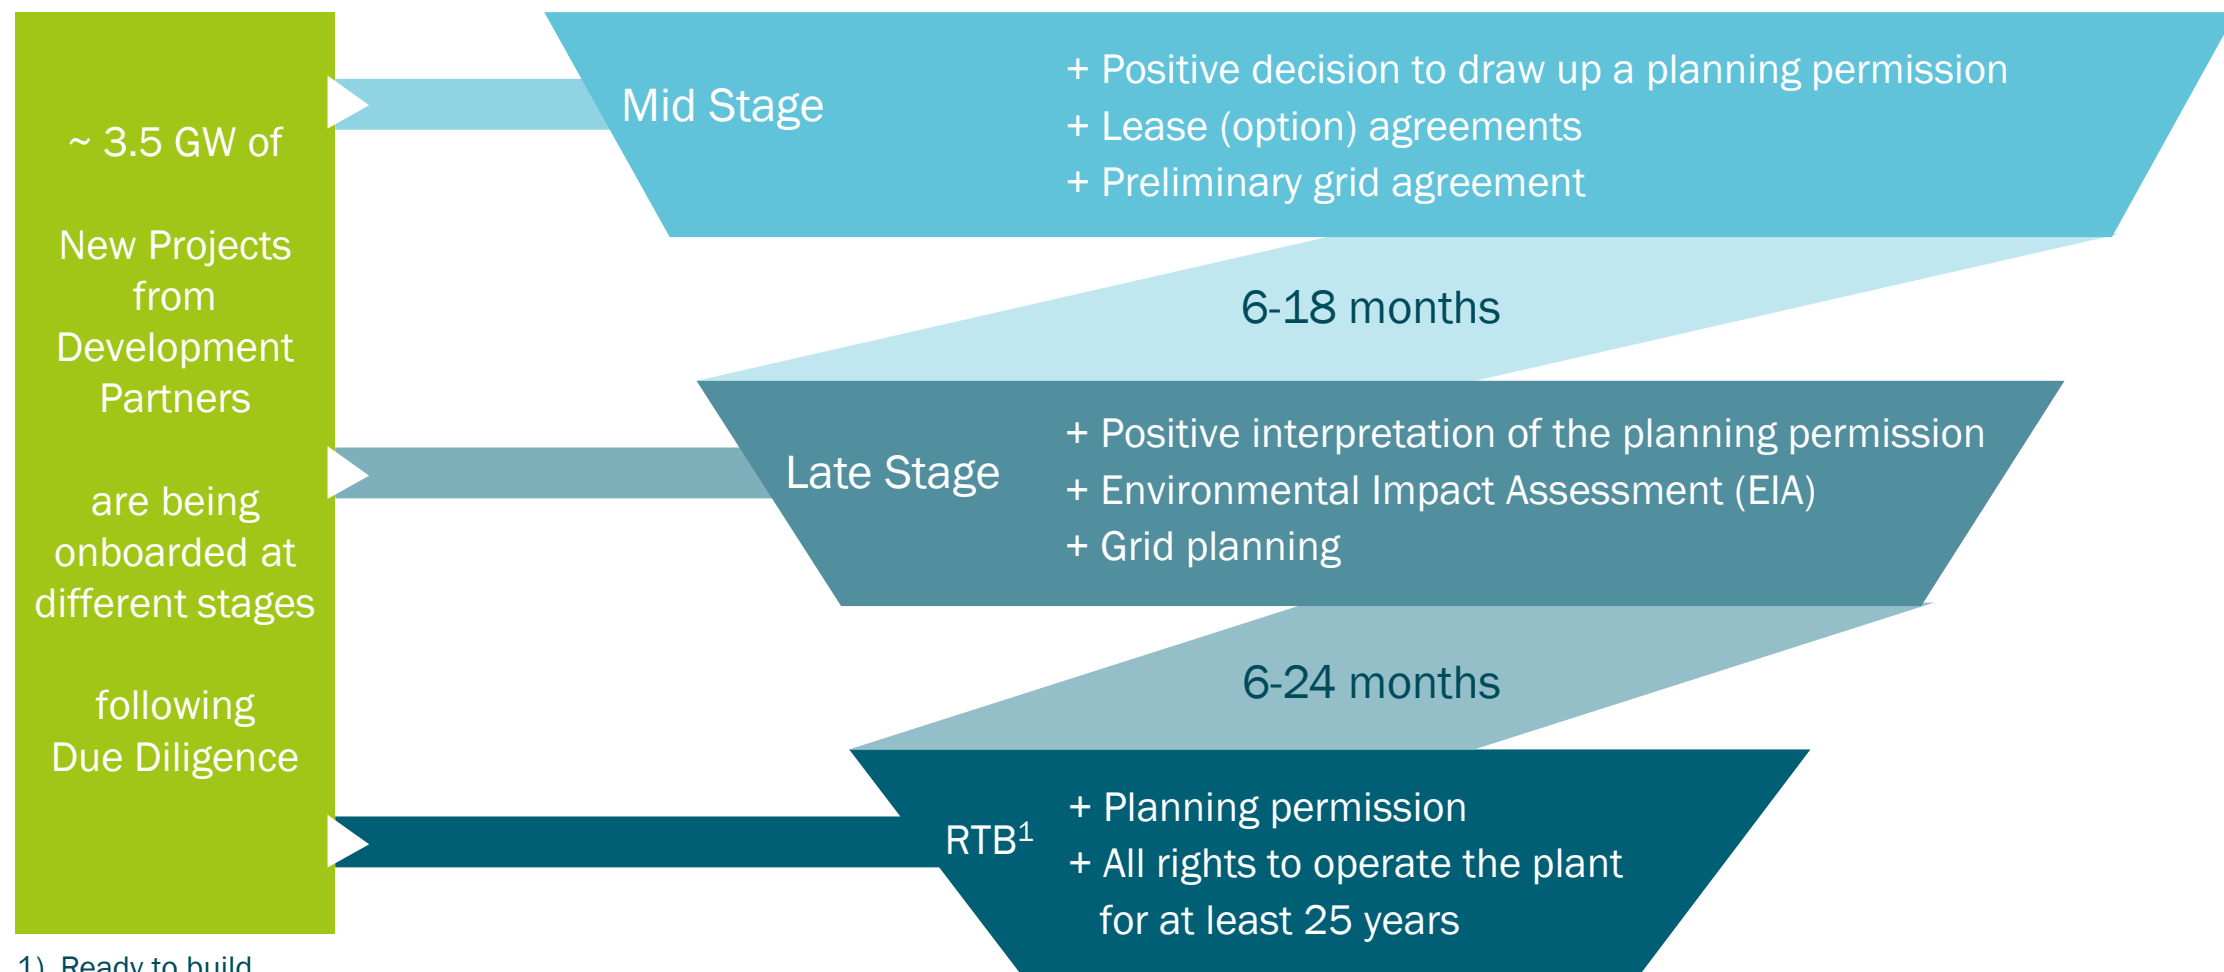 ~ 3.5 GW of
New Projects
from
Development
Partners
are being
onboarded at
different stages
following
Due Diligence
Mid Stage
+ Positive decision to draw up a planning permission
+ Lease (option) agreements
+ Preliminary grid agreement
6-18 months
Late Stage
+ Positive interpretation of the planning permission
+ Environmental Impact Assessment (EIA)
+ Grid planning
6-24 months
RTB¹
+ Planning permission
+ All rights to operate the plant
for at least 25 years
1) Ready to build